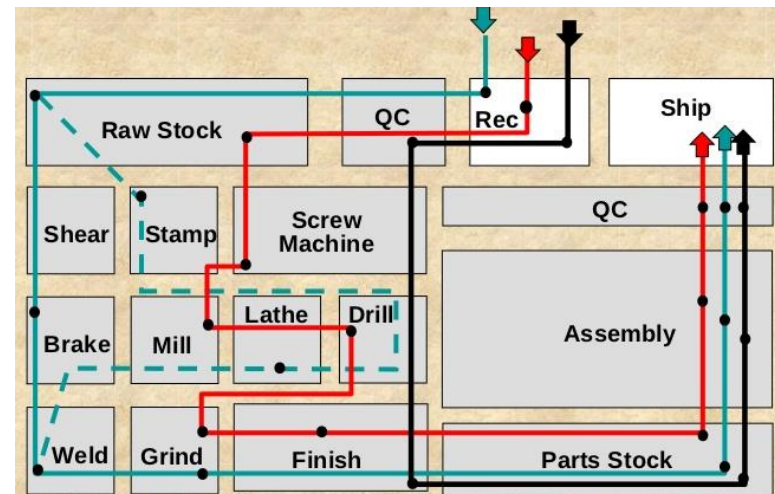 Raw Stock
QC
Rec
Ship
Shear
Stamp
Screw
Machine
QC
Brake
Mill
Lathe
Drill
Assembly
Weld
Grind
Finish
Parts Stock